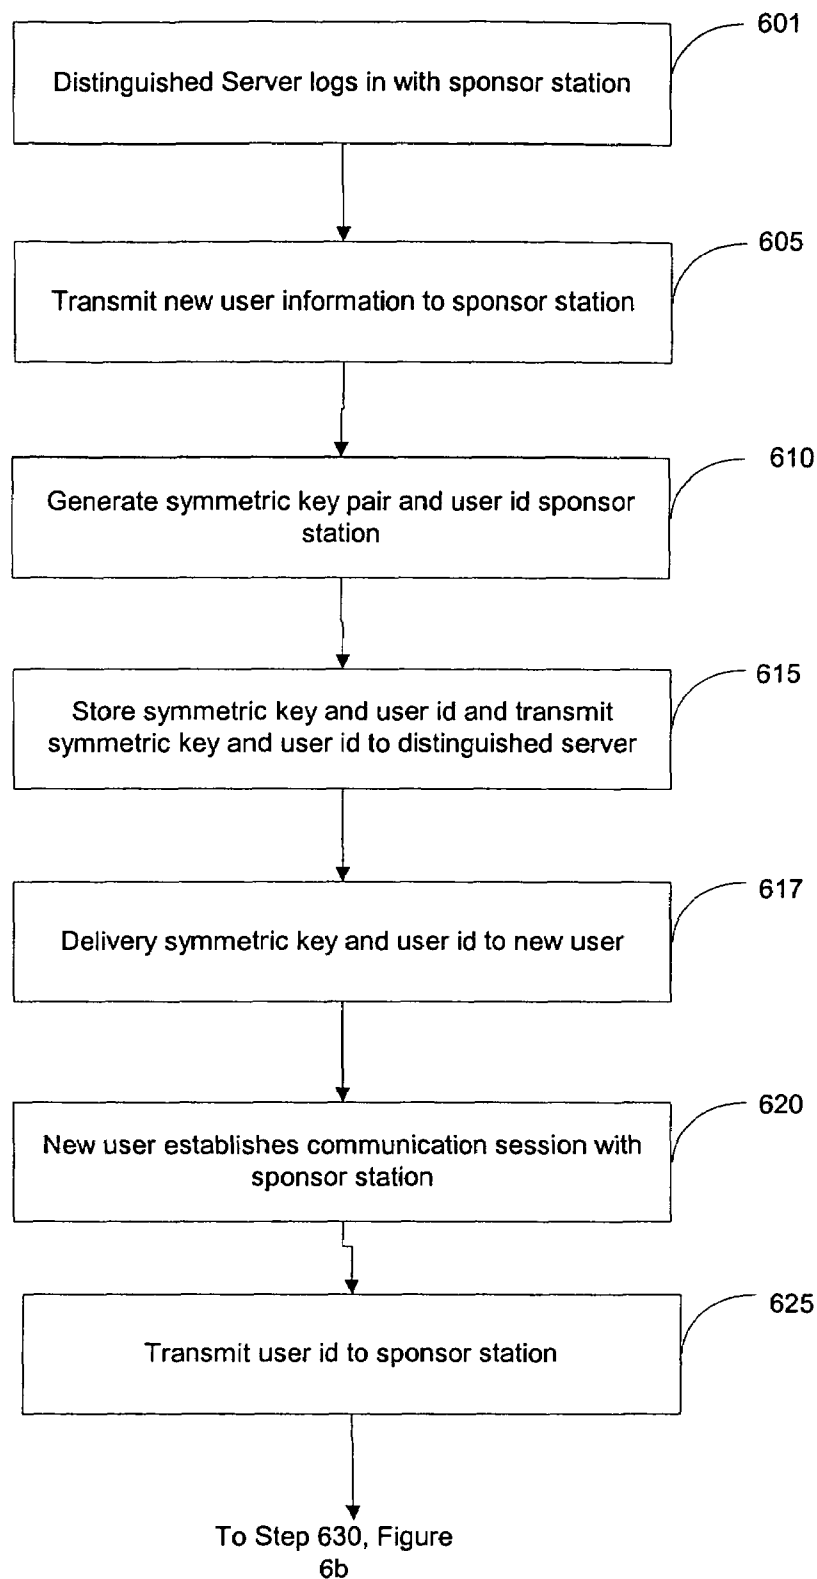 601
Distinguished Server logs in with sponsor station
605
Transmit new user information to sponsor station
610
Generate symmetric key pair and user id sponsor
station
615
Store symmetric key and user id and transmit
symmetric key and user id to distinguished server
617
Delivery symmetric key and user id to new user
620
New user establishes communication session with
sponsor station
625
Transmit user id to sponsor station
To Step 630, Figure
6b